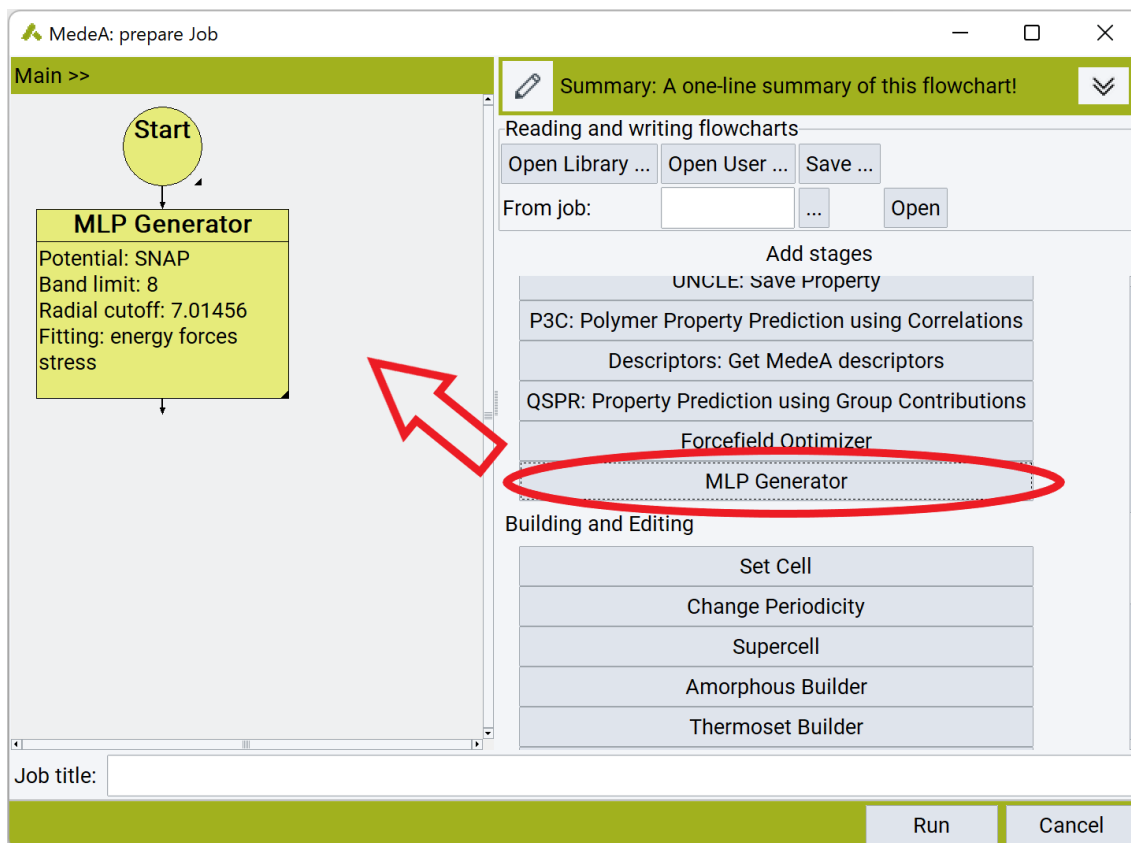 MedeA: prepare Job
Main >>
Start
MLP Generator
Potential: SNAP
Band limit: 8
Radial cutoff: 7.01456
Fitting: energy forces
stress
Summary: A one-line summary of this flowchart!
Reading and writing flowcharts
Open Library ... Open User ... Save ...
From job: ... Open
Add stages
UNCLE: Save Property
P3C: Polymer Property Prediction using Correlations
Descriptors: Get MedeA descriptors
QSPR: Property Prediction using Group Contributions
Forcefield Optimizer
MLP Generator
Building and Editing
Set Cell
Change Periodicity
Supercell
Amorphous Builder
Thermoset Builder
Job title:
Run Cancel